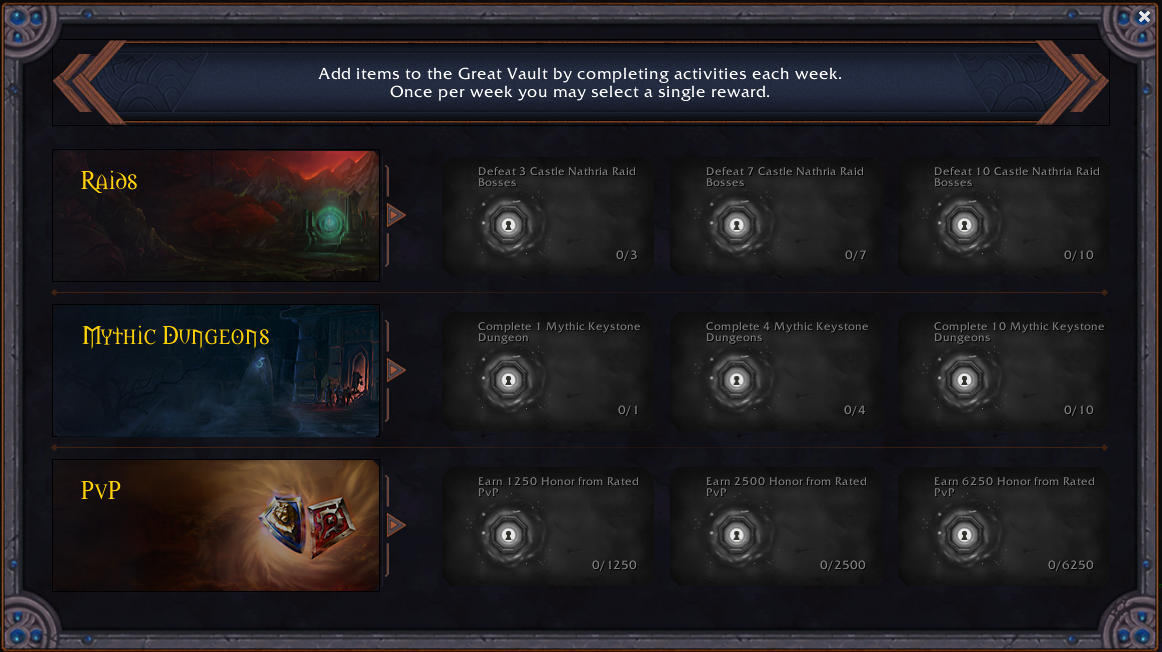 Add items to the Great Vault by completing activities each week.
Once per week you may select a single reward.
Raids
Defeat 3 Castle Nathria Raid
Bosses
0/3
Defeat 7 Castle Nathria Raid
Bosses
0/7
Defeat 10 Castle Nathria Raid
Bosses
0/10
Mythic Dungeons
Complete 1 Mythic Keystone
Dungeon
0/1
Complete 4 Mythic Keystone
Dungeons
0/4
Complete 10 Mythic Keystone
Dungeons
0/10
PvP
Earn 1250 Honor from Rated
PvP
0/1250
Earn 2500 Honor from Rated
PvP
0/2500
Earn 6250 Honor from Rated
PvP
0/6250